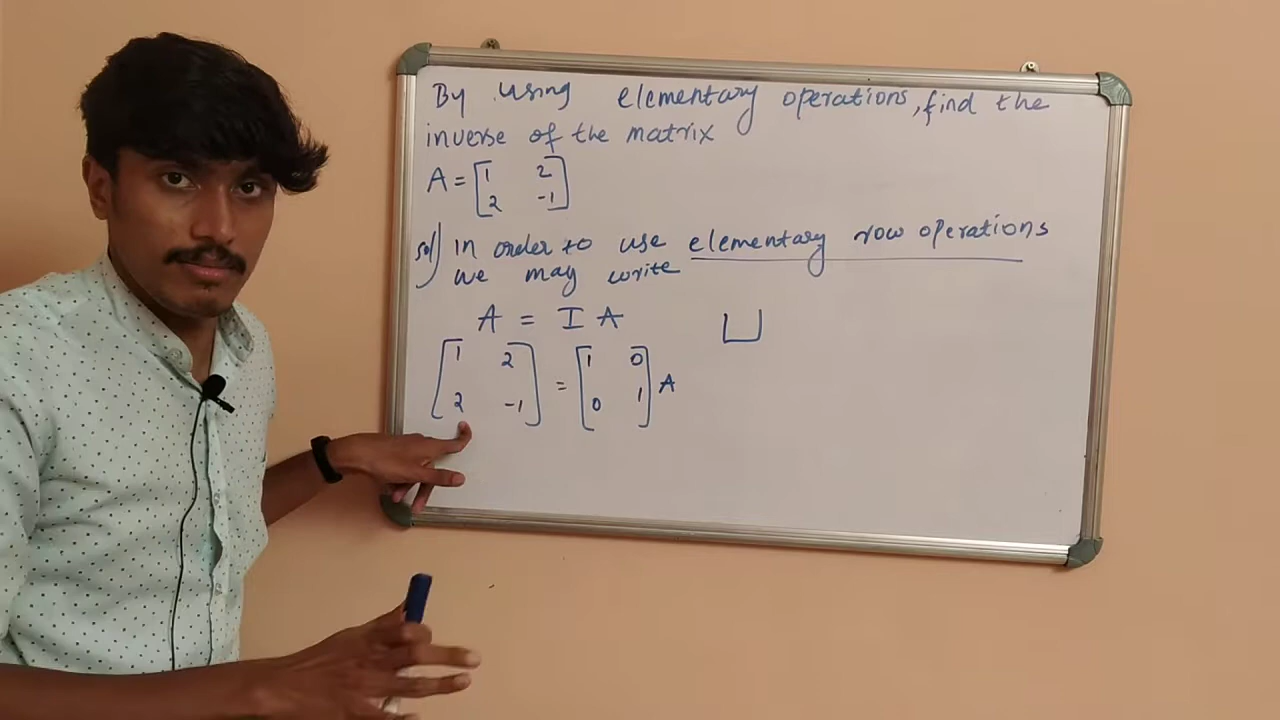 By using elementary operations, find the
inverse of the matrix
A = [1 2
2 -1]
sol) In order to use elementary row operations
we may write
A = I A
[1 2
2 -1] = [1 0
0 1] A